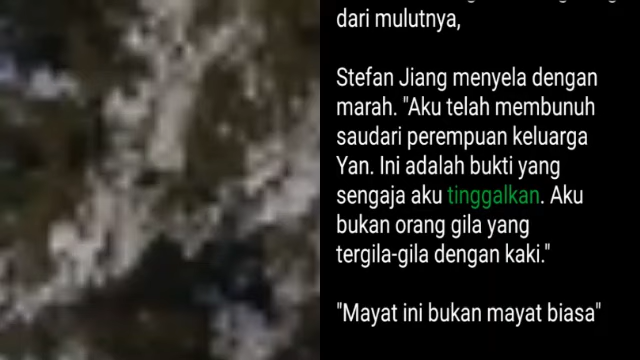 dari mulutnya,
Stefan Jiang menyela dengan
marah. "Aku telah membunuh
saudari perempuan keluarga
Yan. Ini adalah bukti yang
sengaja aku tinggalkan. Aku
bukan orang gila yang
tergila-gila dengan kaki."
"Mayat ini bukan mayat biasa"